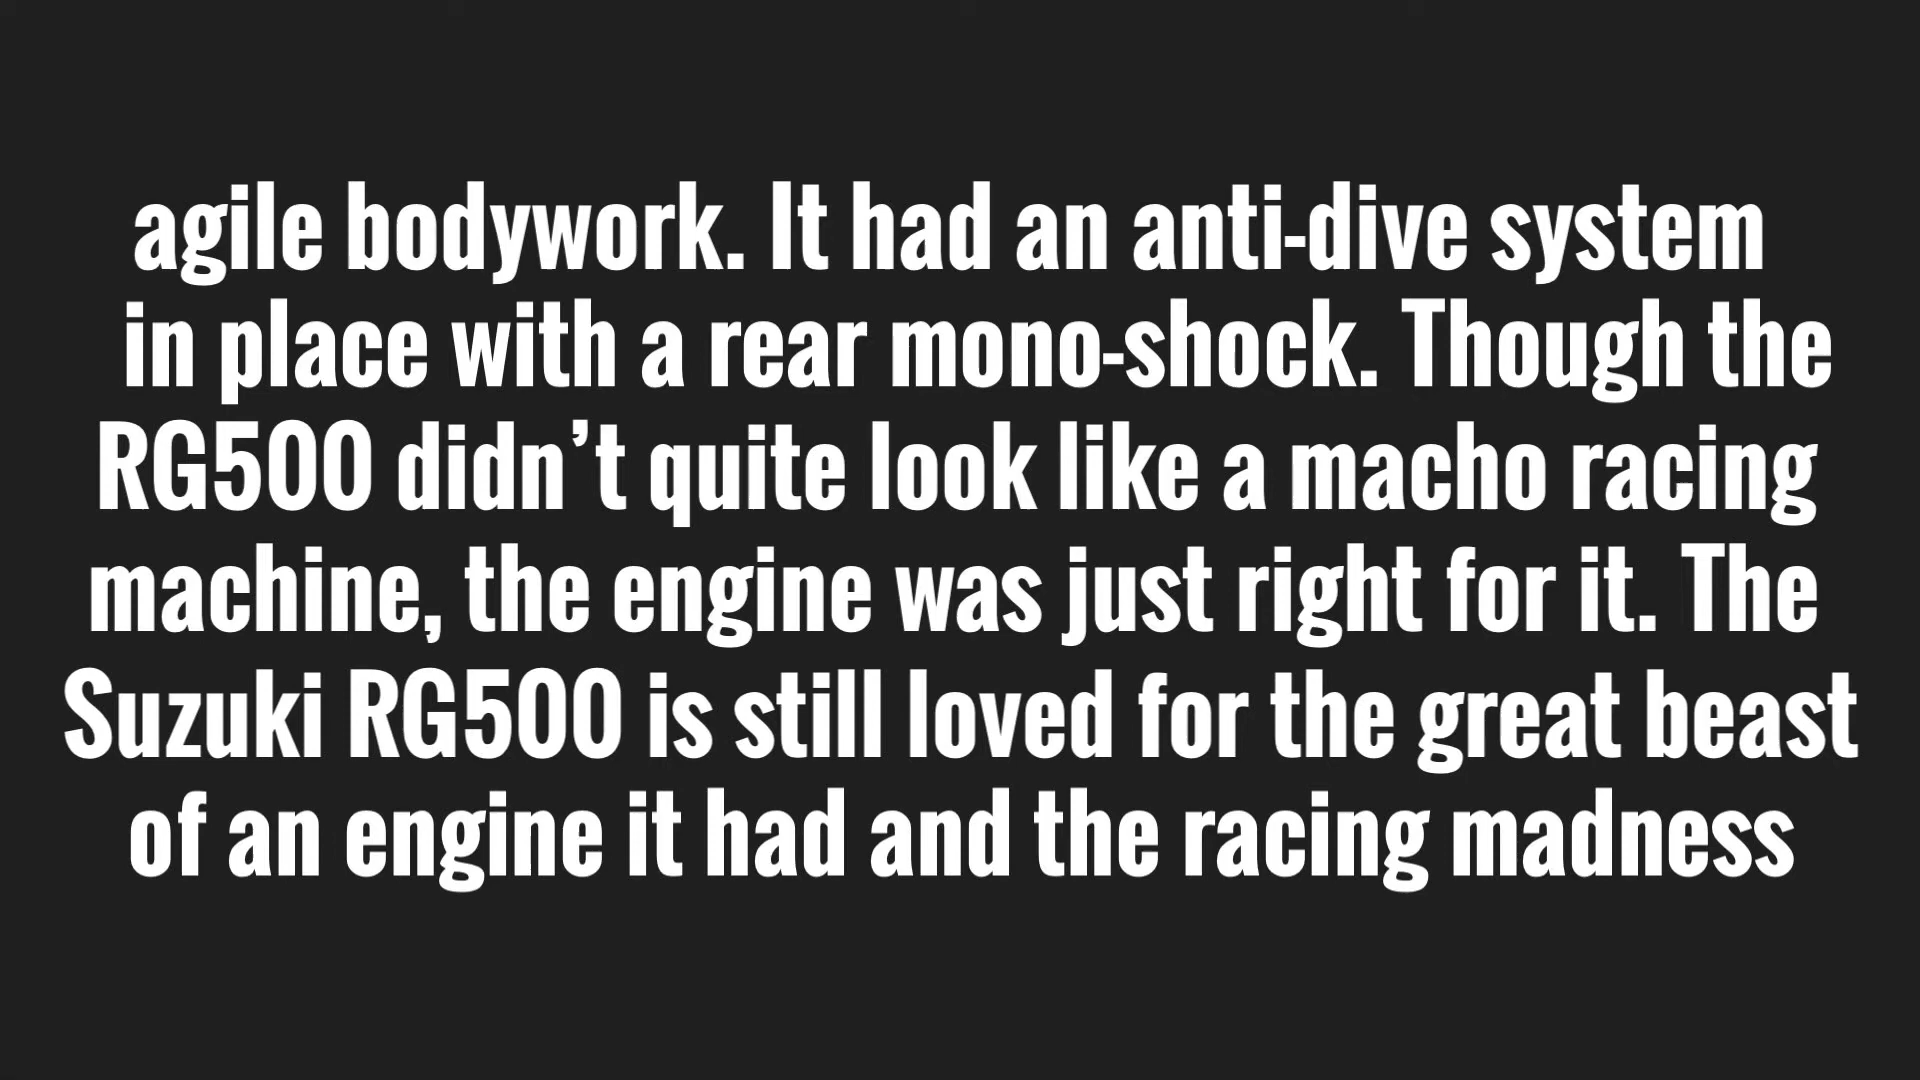 agile bodywork. It had an anti-dive system
in place with a rear mono-shock. Though the
RG500 didn’t quite look like a macho racing
machine, the engine was just right for it. The
Suzuki RG500 is still loved for the great beast
of an engine it had and the racing madness